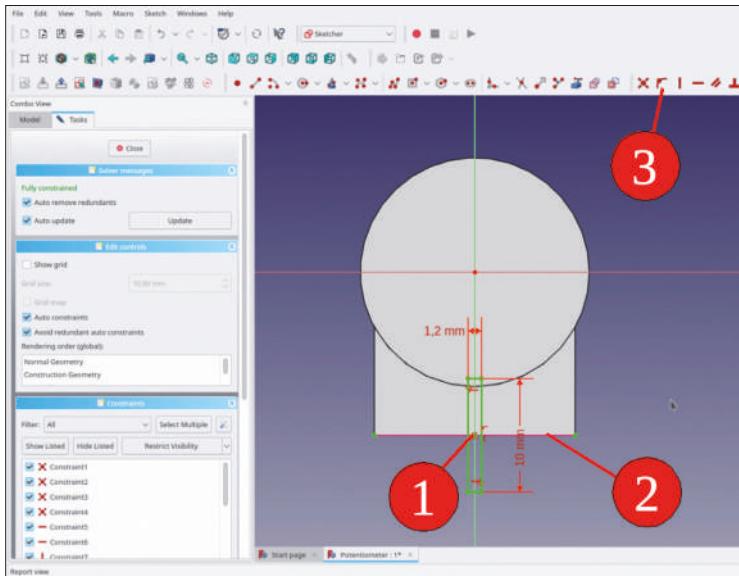 File Edit View Tools Macro Sketch Windows Help
Sketcher
Combo View
Model Tasks
Close
Solver messages
Fully constrained
Auto remove redundants
Auto update Update
Edit controls
Show grid
Grid size: 10,00 mm
Grid snap
Auto constraints
Avoid redundant auto constraints
Rendering order (global):
Normal Geometry
Construction Geometry
Constraints
Filter: All Select Multiple
Show Listed Hide Listed Restrict Visibility
Constraint1
Constraint2
Constraint3
Constraint4
Constraint5
Constraint6
Constraint7
3
1,2 mm
10 mm
1
2
Start page Potentiometer : 1*
Report view